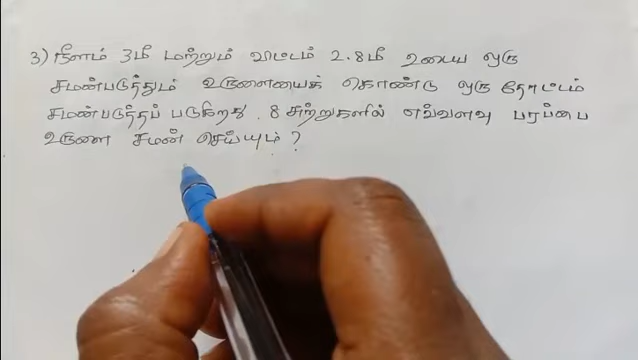 3) நீளம் 3மீ மற்றும் விட்டம் 2.8மீ உடைய ஒரு
சமன்படுத்தும் உருளையைக் கொண்டு ஒரு தோட்டம்
சமன்படுத்தப் படுகிறது. 8 சுற்றுகளில் எவ்வளவு பரப்பை
உருளை சமன் செய்யும்?